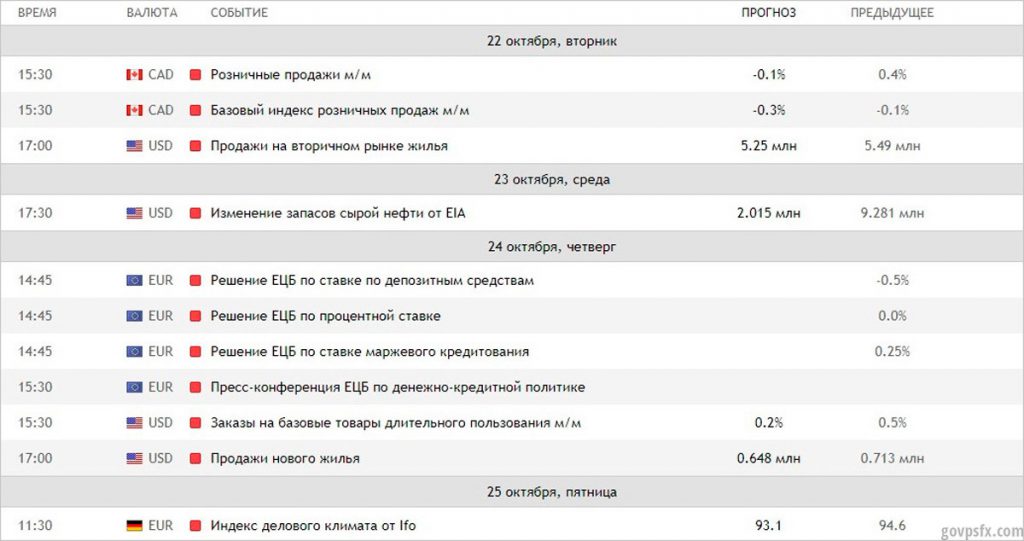 ВРЕМЯ ВАЛЮТА СОБЫТИЕ ПРОГНОЗ ПРЕДЫДУЩЕЕ
22 октября, вторник
15:30 CAD Розничные продажи м/м -0.1% 0.4%
15:30 CAD Базовый индекс розничных продаж м/м -0.3% -0.1%
17:00 USD Продажи на вторичном рынке жилья 5.25 млн 5.49 млн
23 октября, среда
17:30 USD Изменение запасов сырой нефти от EIA 2.015 млн 9.281 млн
24 октября, четверг
14:45 EUR Решение ЕЦБ по ставке по депозитным средствам -0.5%
14:45 EUR Решение ЕЦБ по процентной ставке 0.0%
14:45 EUR Решение ЕЦБ по ставке маржевого кредитования 0.25%
15:30 EUR Пресс-конференция ЕЦБ по денежно-кредитной политике
15:30 USD Заказы на базовые товары длительного пользования м/м 0.2% 0.5%
17:00 USD Продажи нового жилья 0.648 млн 0.713 млн
25 октября, пятница
11:30 EUR Индекс делового климата от Ifo 93.1 94.6
govpsfx.com